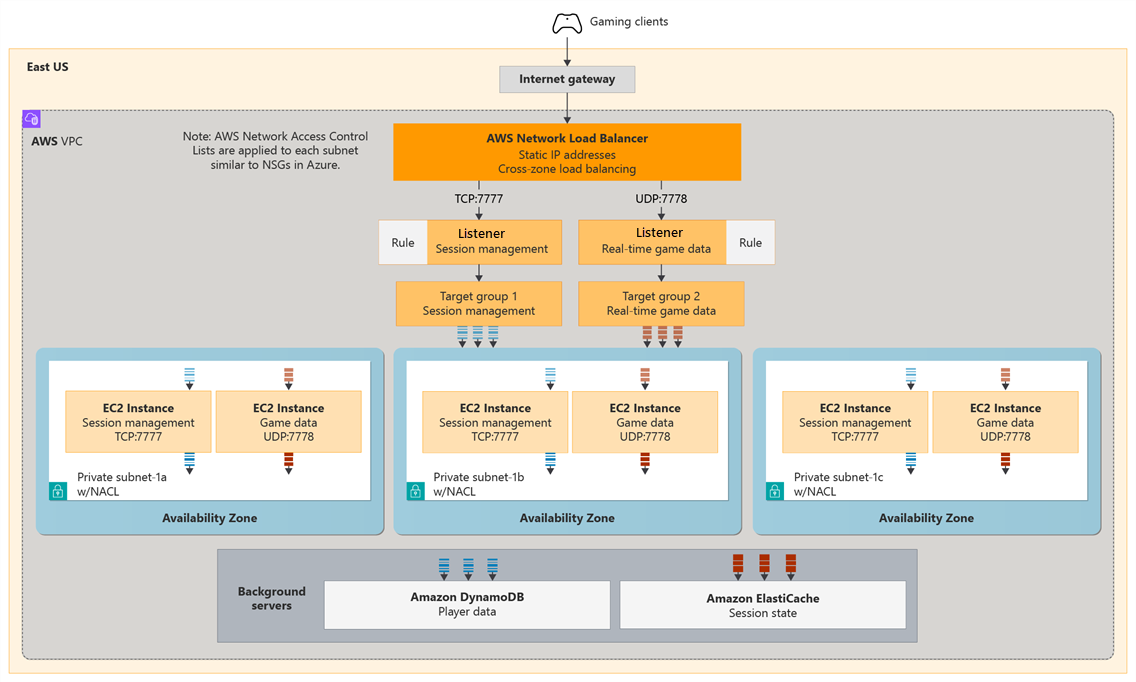 Gaming clients
East US
Internet gateway
AWS VPC
Note: AWS Network Access Control
Lists are applied to each subnet
similar to NSGs in Azure.
AWS Network Load Balancer
Static IP addresses
Cross-zone load balancing
TCP:7777
UDP:7778
Rule
Listener
Session management
Listener
Real-time game data
Rule
Target group 1
Session management
Target group 2
Real-time game data
EC2 Instance
Session management
TCP:7777
EC2 Instance
Game data
UDP:7778
Private subnet-1a
w/NACL
Availability Zone
EC2 Instance
Session management
TCP:7777
EC2 Instance
Game data
UDP:7778
Private subnet-1b
w/NACL
Availability Zone
EC2 Instance
Session management
TCP:7777
EC2 Instance
Game data
UDP:7778
Private subnet-1c
w/NACL
Availability Zone
Background
servers
Amazon DynamoDB
Player data
Amazon ElastiCache
Session state